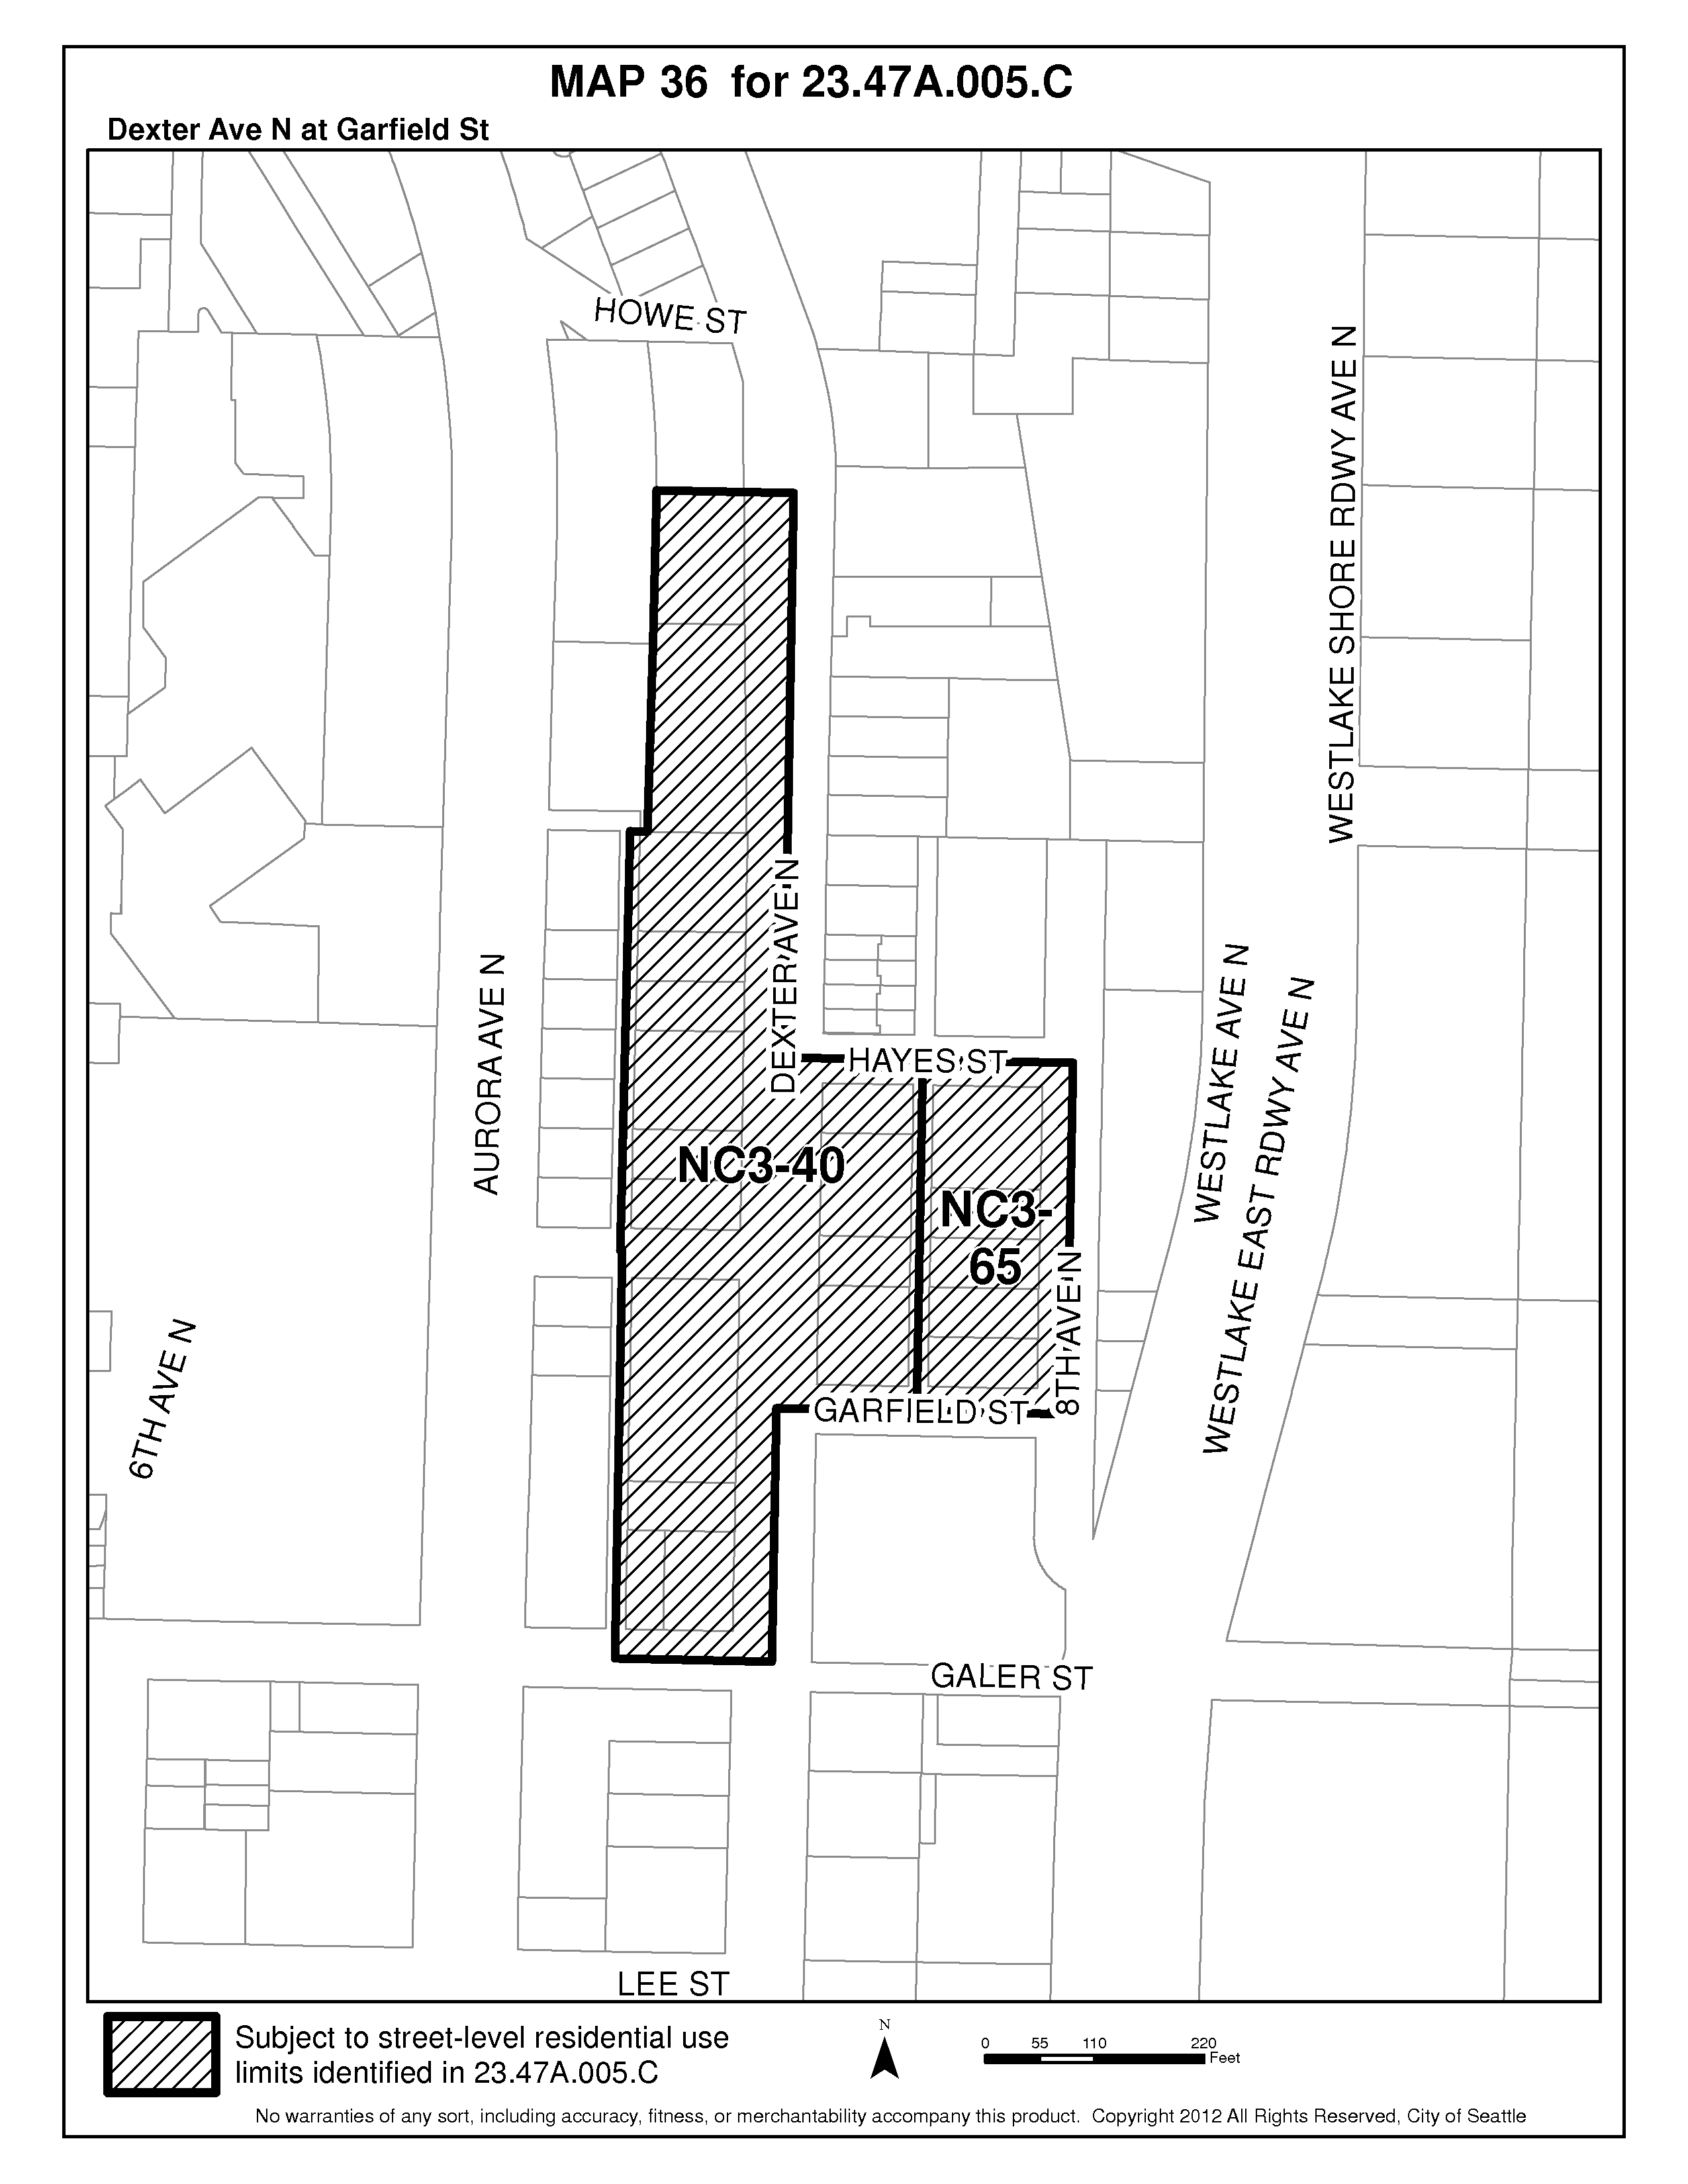 MAP 36 for 23.47A.005.C
Dexter Ave N at Garfield St
HOWE ST
WESTLAKE SHORE RDWY AVE N
DEXTER AVE N
AURORA AVE N
HAYES ST
WESTLAKE AVE N
WESTLAKE EAST RDWY AVE N
NC3-40
NC3-
65
8TH AVE N
6TH AVE N
GARFIELD ST
GALER ST
LEE ST
Subject to street-level residential use
limits identified in 23.47A.005.C
N
0 55 110 220
Feet
No warranties of any sort, including accuracy, fitness, or merchantability accompany this product. Copyright 2012 All Rights Reserved, City of Seattle